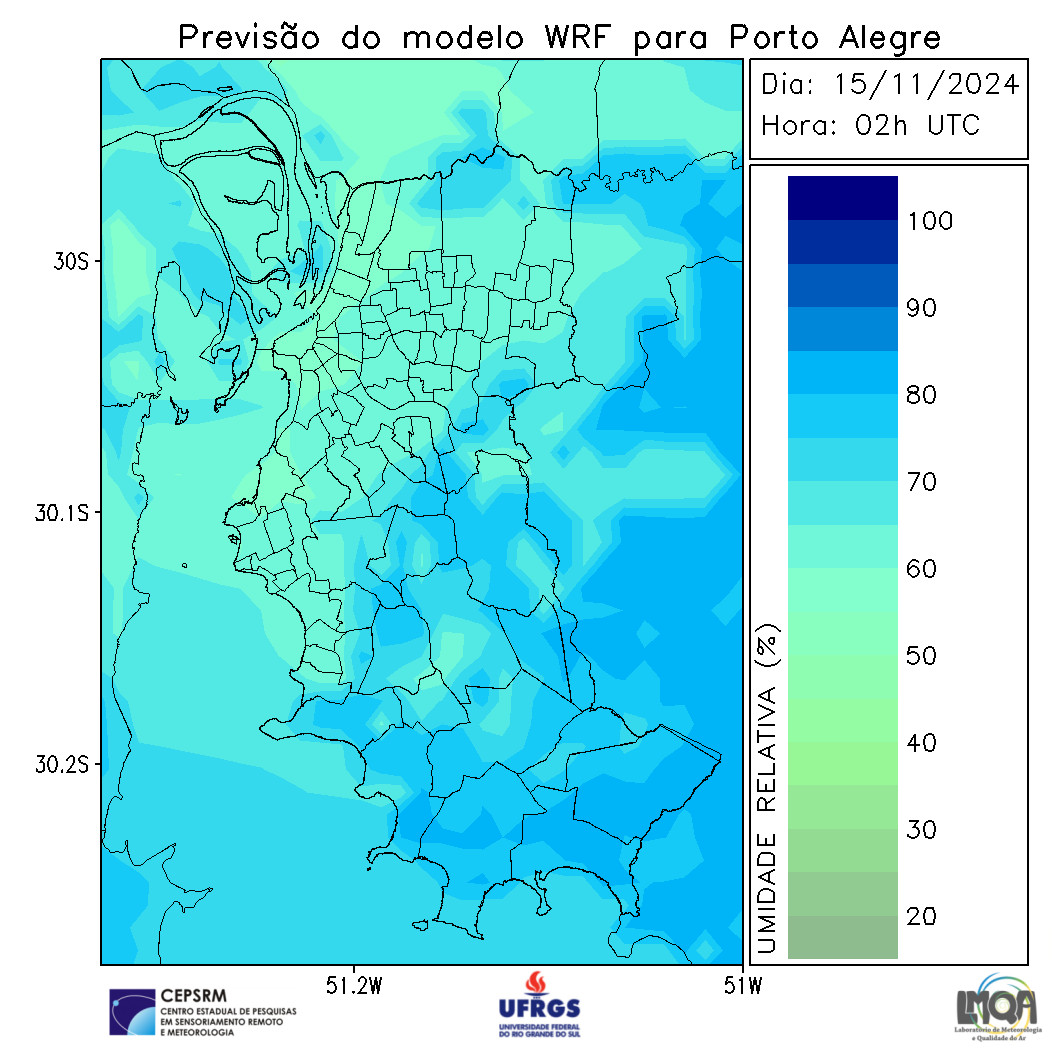 Previsão do modelo WRF para Porto Alegre
Dia: 15/11/2024
Hora: 02h UTC
30S
30.1S
30.2S
51.2W
51W
UMIDADE RELATIVA (%)
100
90
80
70
60
50
40
30
20
CEPSRM
CENTRO ESTADUAL DE PESQUISAS
EM SENSORIAMENTO REMOTO
E METEOROLOGIA
UFRGS
UNIVERSIDADE FEDERAL
DO RIO GRANDE DO SUL
LMQA
Laboratório de Meteorologia
e Qualidade do Ar